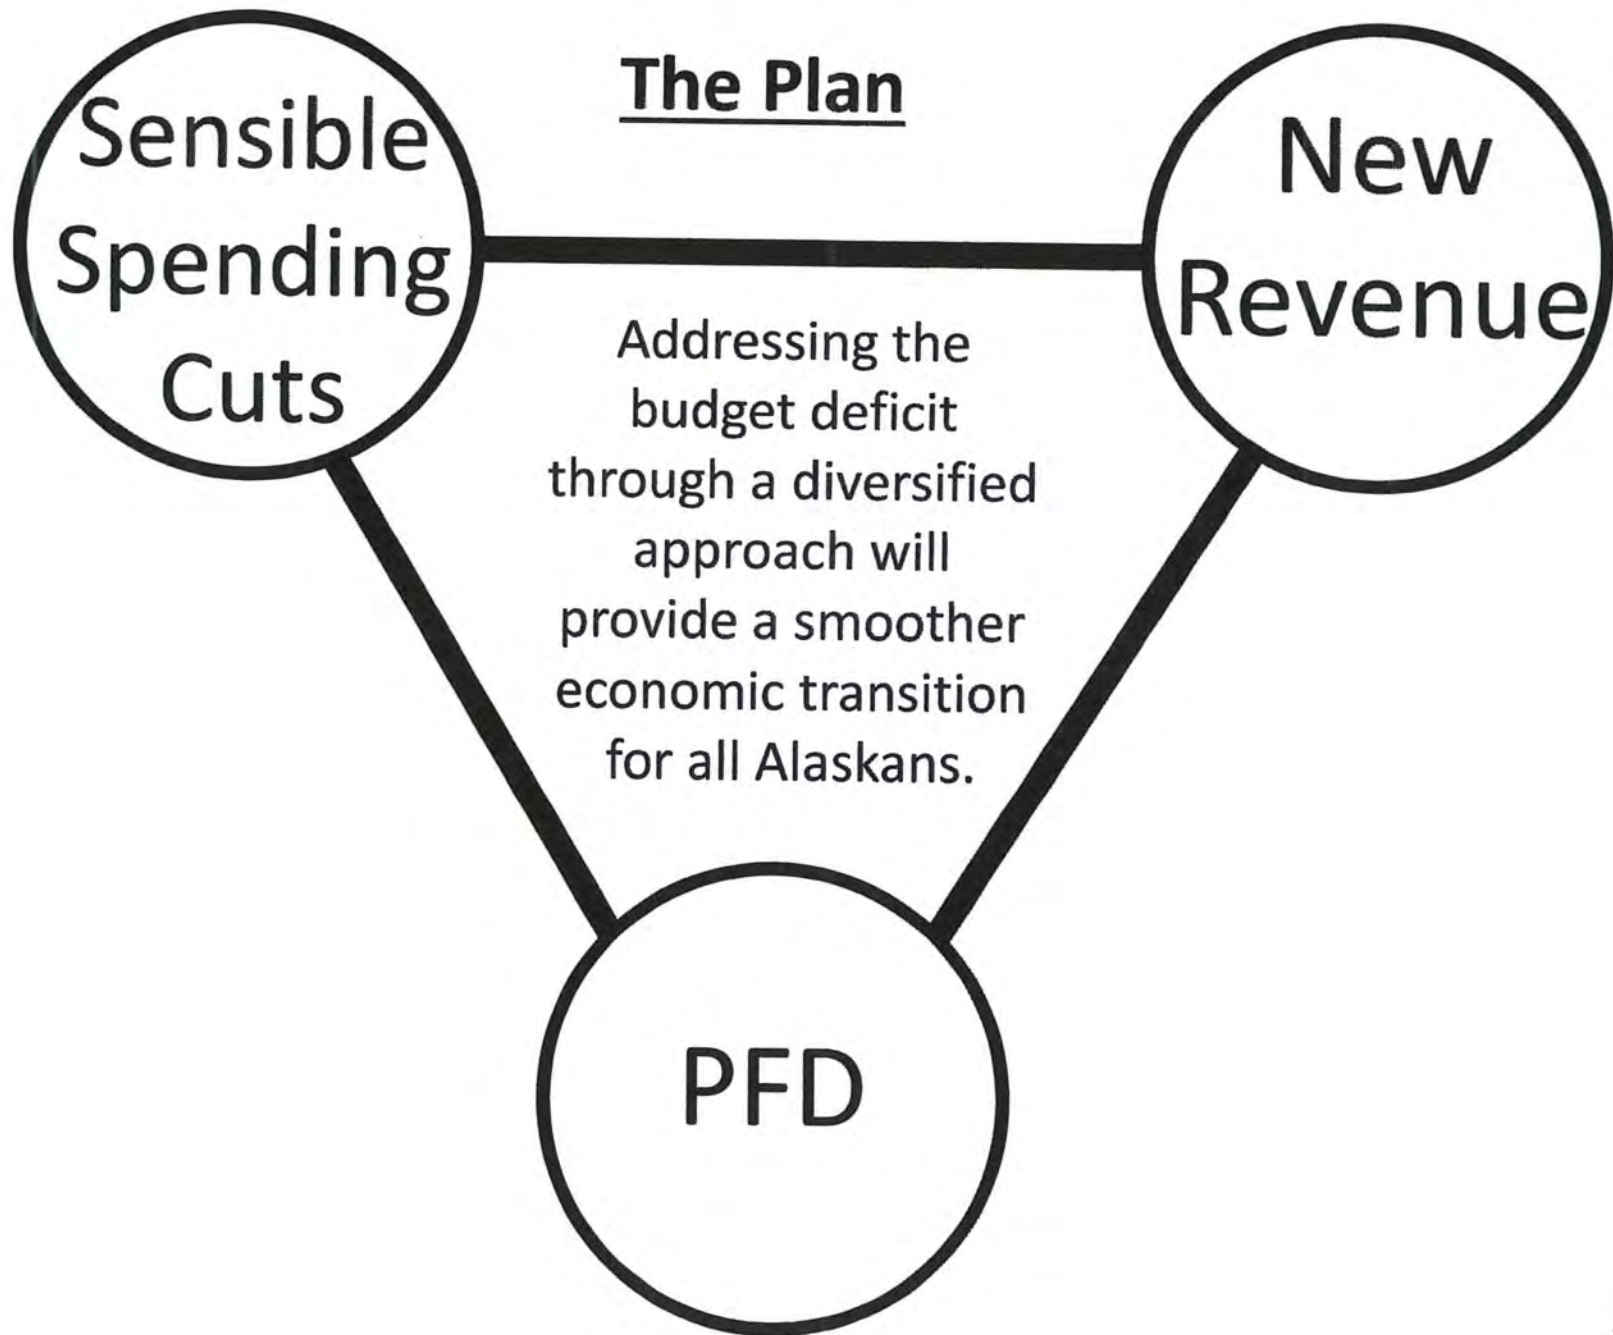 The Plan
Sensible
Spending
Cuts
New
Revenue
Addressing the
budget deficit
through a diversified
approach will
provide a smoother
economic transition
for all Alaskans.
PFD